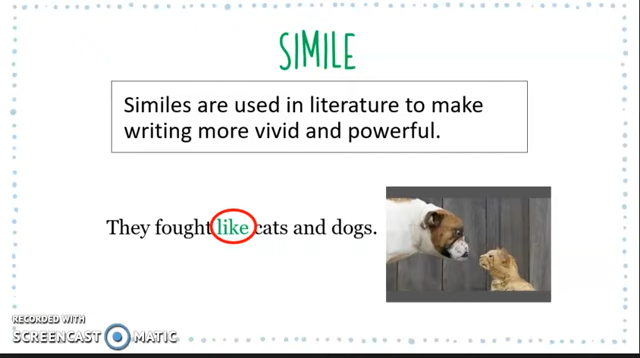 SIMILE
Similes are used in literature to make
writing more vivid and powerful.
They fought like cats and dogs.
RECORDED WITH
SCREENCAST MATIC